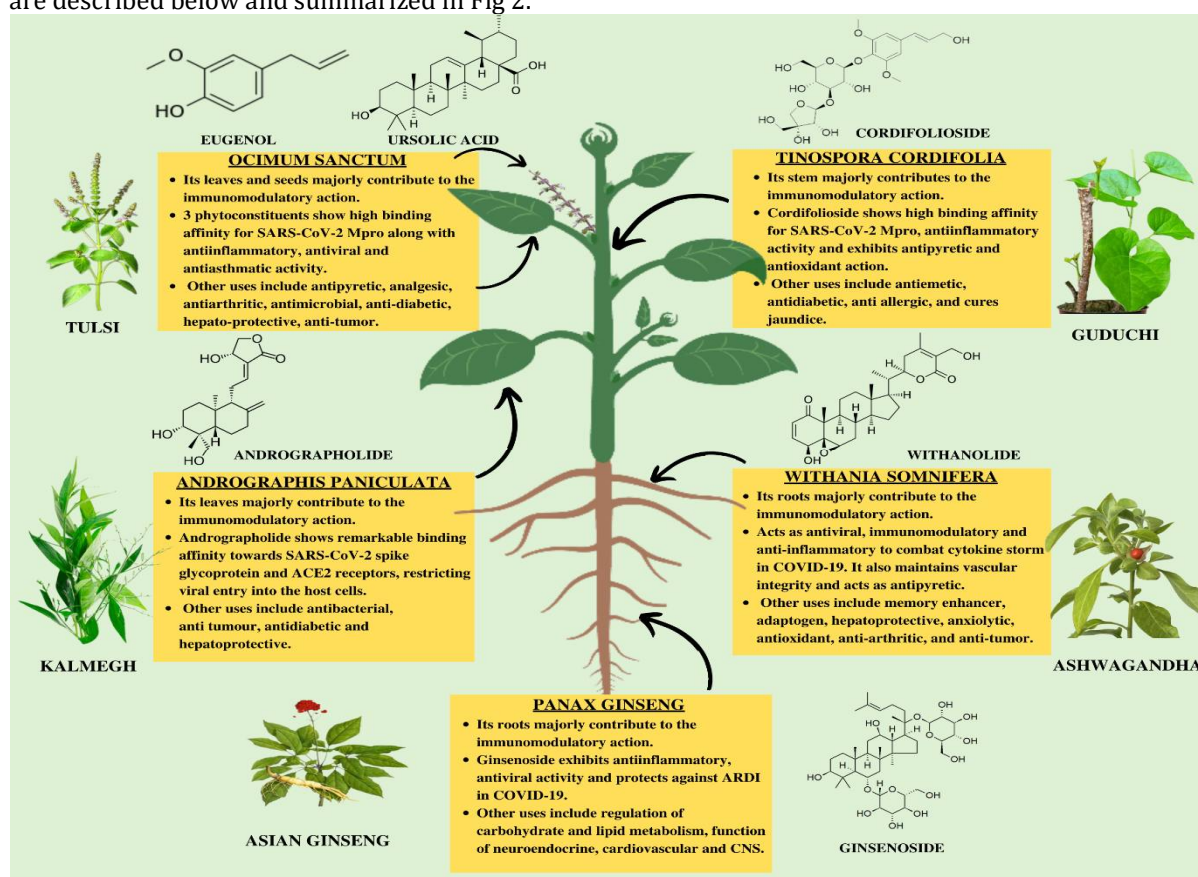 are described below and summarized in Fig 2.
EUGENOL
URSOLIC ACID
CORDIFOLIOSIDE
OCIMUM SANCTUM
• Its leaves and seeds majorly contribute to the
immunomodulatory action.
• 3 phytoconstituents show high binding
affinity for SARS-CoV-2 Mpro along with
antiinflammatory, antiviral and
antiasthmatic activity.
• Other uses include antipyretic, analgesic,
antiarthritic, antimicrobial, anti-diabetic,
hepato-protective, anti-tumor.
TULSI
TINOSPORA CORDIFOLIA
• Its stem majorly contributes to the
immunomodulatory action.
• Cordifolioside shows high binding affinity
for SARS-CoV-2 Mpro, antiinflammatory
activity and exhibits antipyretic and
antioxidant action.
• Other uses include antiemetic,
antidiabetic, anti allergic, and cures
jaundice.
GUDUCHI
ANDROGRAPHOLIDE
WITHANOLIDE
ANDROGRAPHIS PANICULATA
• Its leaves majorly contribute to the
immunomodulatory action.
• Andrographolide shows remarkable binding
affinity towards SARS-CoV-2 spike
glycoprotein and ACE2 receptors, restricting
viral entry into the host cells.
• Other uses include antibacterial,
anti tumour, antidiabetic and
hepatoprotective.
KALMEGH
WITHANIA SOMNIFERA
• Its roots majorly contribute to the
immunomodulatory action.
• Acts as antiviral, immunomodulatory and
anti-inflammatory to combat cytokine storm
in COVID-19. It also maintains vascular
integrity and acts as antipyretic.
• Other uses include memory enhancer,
adaptogen, hepatoprotective, anxiolytic,
antioxidant, anti-arthritic, and anti-tumor.
ASHWAGANDHA
PANAX GINSENG
• Its roots majorly contribute to the
immunomodulatory action.
• Ginsenoside exhibits antiinflammatory,
antiviral activity and protects against ARDI
in COVID-19.
• Other uses include regulation of
carbohydrate and lipid metabolism, function
of neuroendocrine, cardiovascular and CNS.
ASIAN GINSENG
GINSENOSIDE